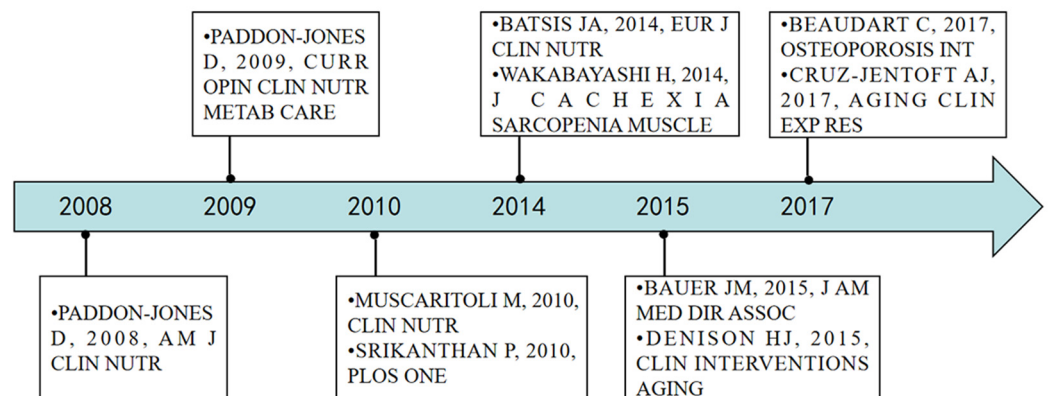 •PADDON-JONES
D, 2009, CURR
OPIN CLIN NUTR
METAB CARE
•BATSIS JA, 2014, EUR J
CLIN NUTR
•WAKABAYASHI H, 2014,
J CACHEXIA
SARCOPENIA MUSCLE
•BEAUDART C, 2017,
OSTEOPOROSIS INT
•CRUZ-JENTOFT AJ,
2017, AGING CLIN
EXP RES
2008 2009 2010 2014 2015 2017
•PADDON-JONES
D, 2008, AM J
CLIN NUTR
•MUSCARITOLI M, 2010,
CLIN NUTR
•SRIKANTHAN P, 2010,
PLOS ONE
•BAUER JM, 2015, J AM
MED DIR ASSOC
•DENISON HJ, 2015,
CLIN INTERVENTIONS
AGING